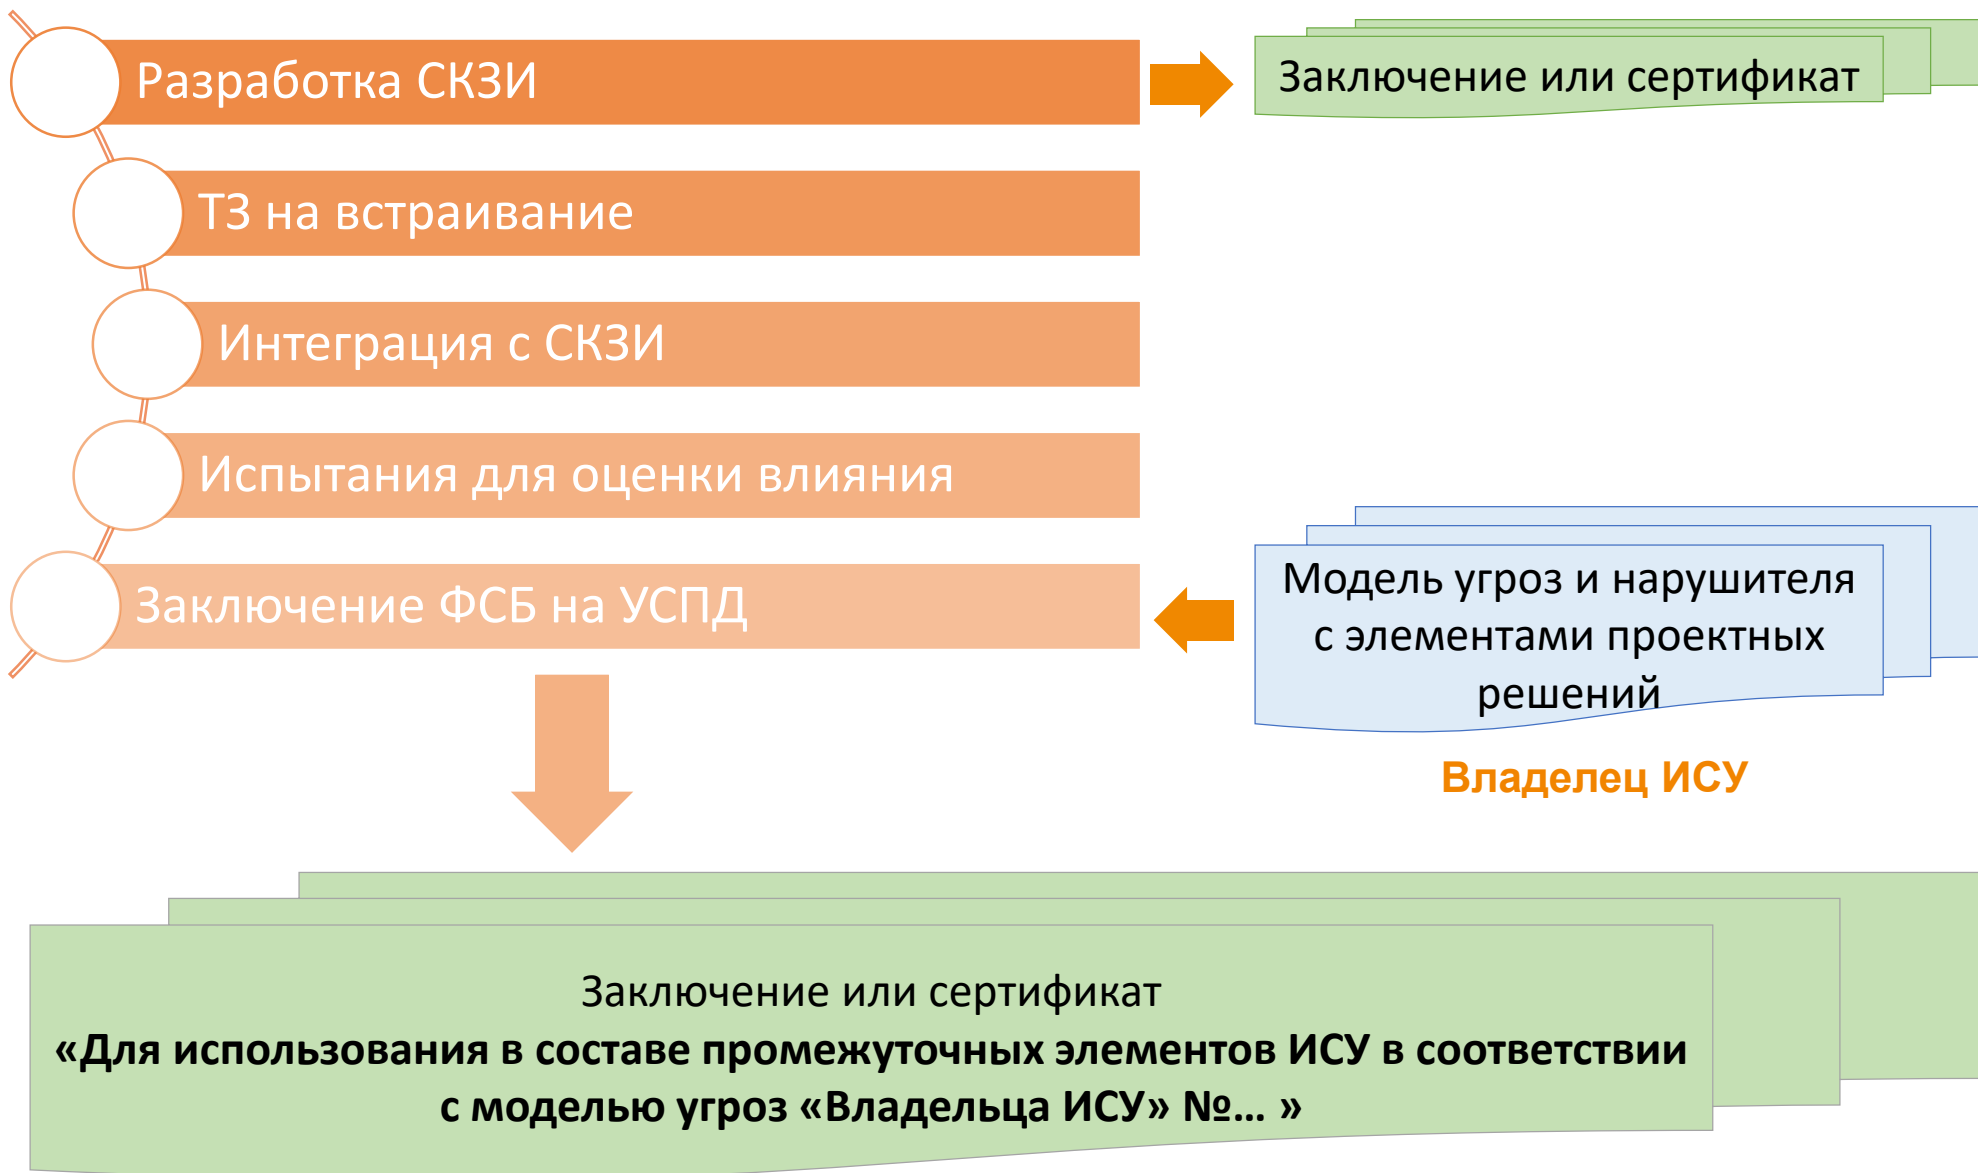 Разработка СКЗИ
Заключение или сертификат
ТЗ на встраивание
Интеграция с СКЗИ
Испытания для оценки влияния
Заключение ФСБ на УСПД
Модель угроз и нарушителя
с элементами проектных
решений
Владелец ИСУ
Заключение или сертификат
«Для использования в составе промежуточных элементов ИСУ в соответствии
с моделью угроз «Владельца ИСУ» №... »